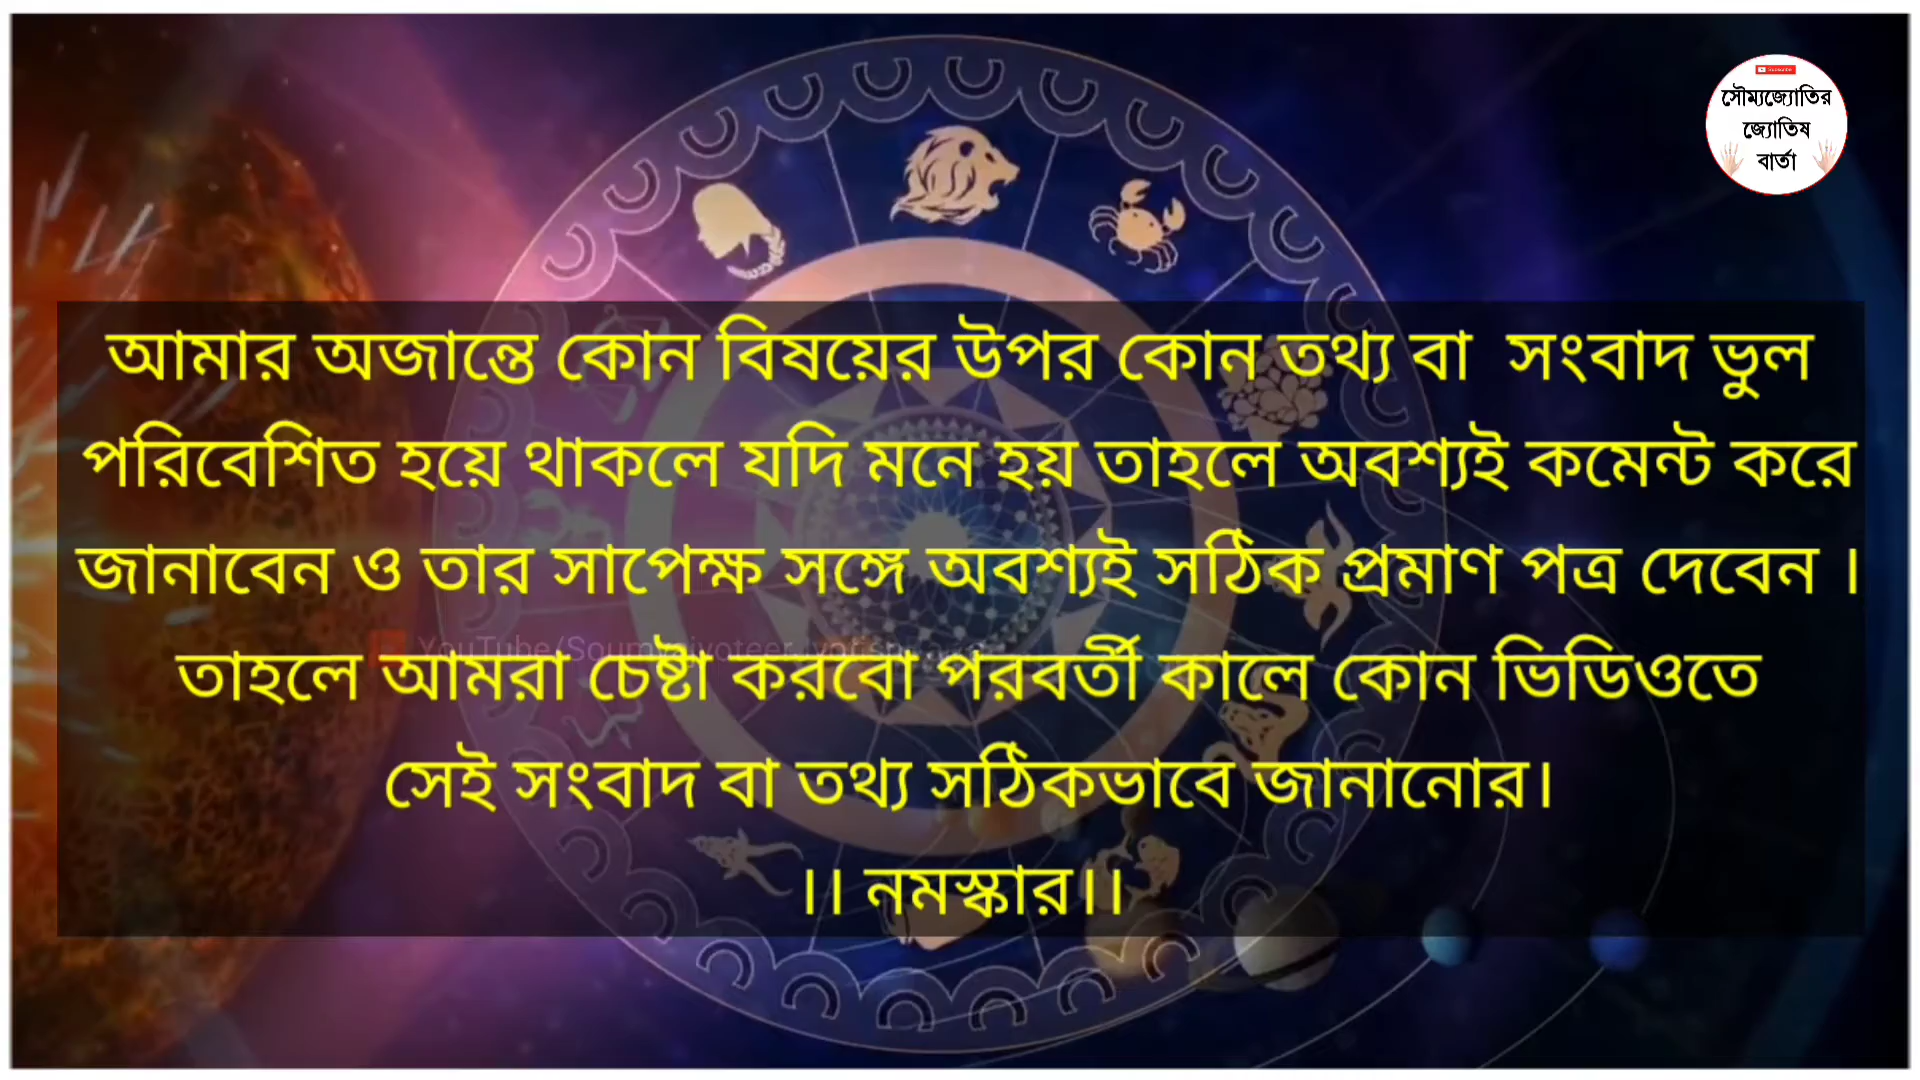 Subscribe
সৌম্যজ্যোতির
জ্যোতিষ
বার্তা
আমার অজান্তে কোন বিষয়ের উপর কোন তথ্য বা সংবাদ ভুল
পরিবেশিত হয়ে থাকলে যদি মনে হয় তাহলে অবশ্যই কমেন্ট করে
জানাবেন ও তার সাপেক্ষ সঙ্গে অবশ্যই সঠিক প্রমাণ পত্র দেবেন ।
তাহলে আমরা চেষ্টা করবো পরবর্তী কালে কোন ভিডিওতে
সেই সংবাদ বা তথ্য সঠিকভাবে জানানোর।
।। নমস্কার।।